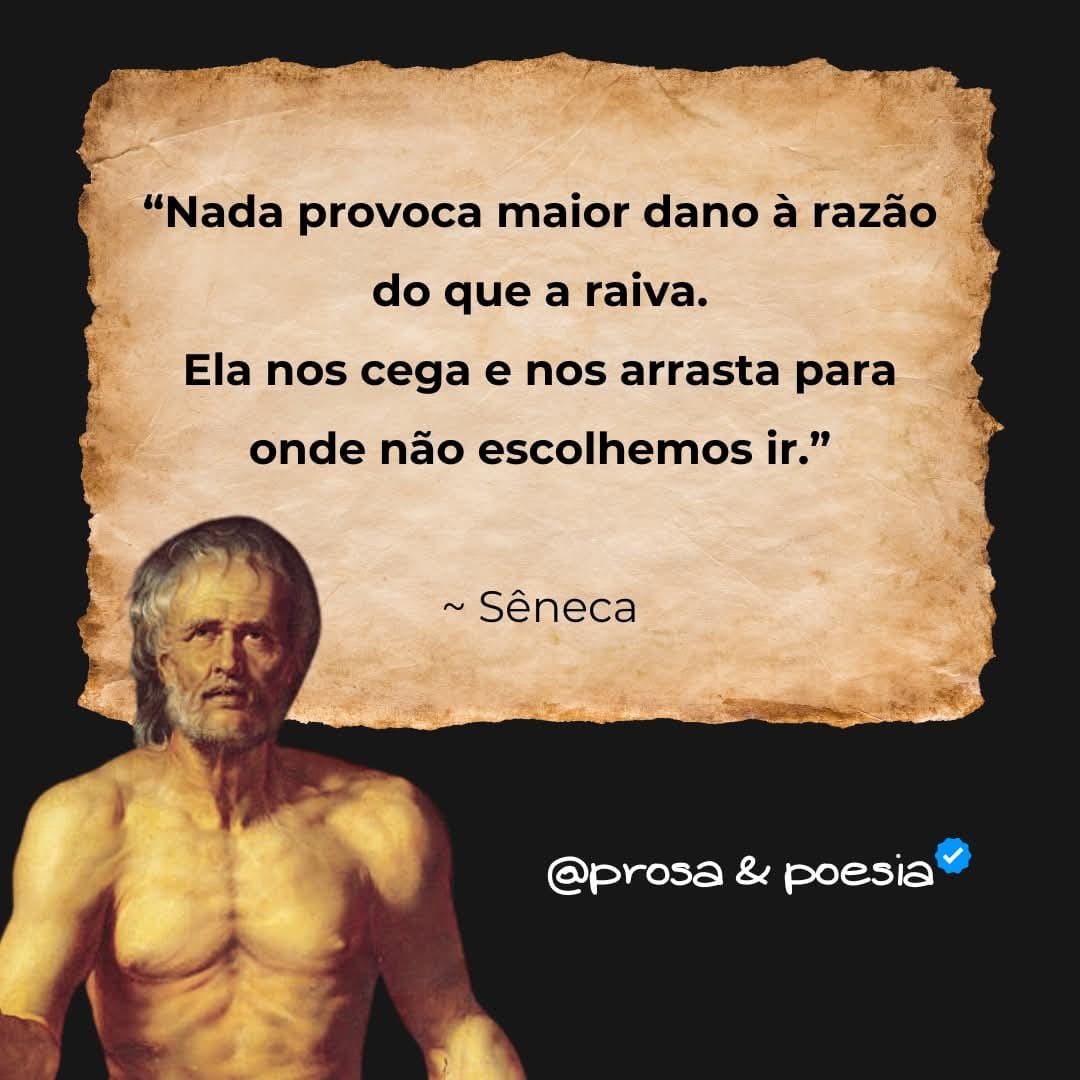 “Nada provoca maior dano à razão
do que a raiva.
Ela nos cega e nos arrasta para
onde não escolhemos ir.”
~ Sêneca
@prosa & poesia